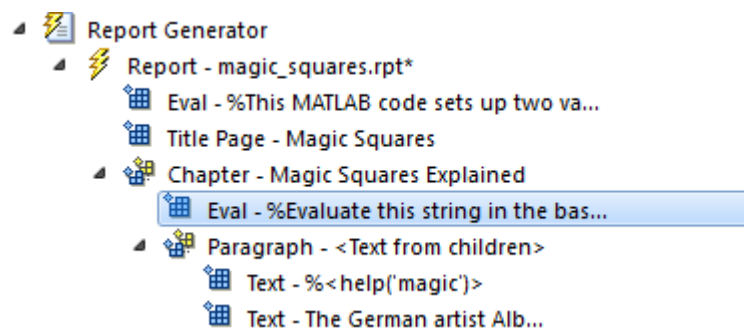 Report Generator
Report - magic_squares.rpt*
Eval - %This MATLAB code sets up two va...
Title Page - Magic Squares
Chapter - Magic Squares Explained
Eval - %Evaluate this string in the bas...
Paragraph - <Text from children>
Text - %<help('magic')>
Text - The German artist Alb...